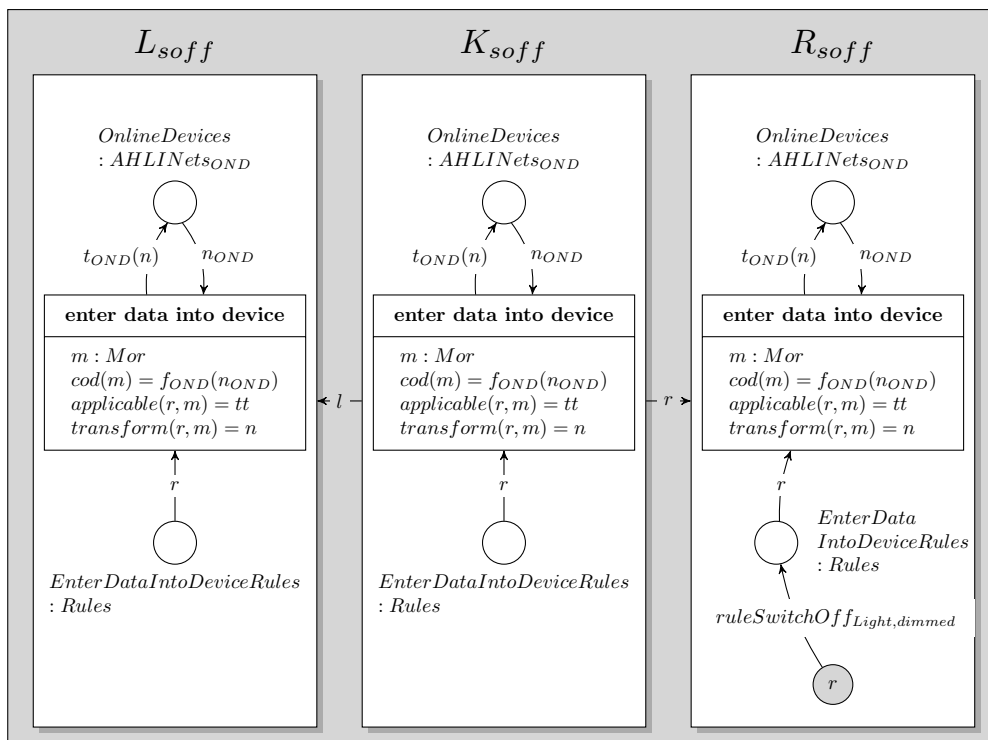 L_{soff}
OnlineDevices
: AHLINets_{OND}
t_{OND}(n)
n_{OND}
enter data into device
m : Mor
cod(m) = f_{OND}(n_{OND})
applicable(r, m) = tt
transform(r, m) = n
r
EnterDataIntoDeviceRules
: Rules
l
K_{soff}
OnlineDevices
: AHLINets_{OND}
t_{OND}(n)
n_{OND}
enter data into device
m : Mor
cod(m) = f_{OND}(n_{OND})
applicable(r, m) = tt
transform(r, m) = n
r
EnterDataIntoDeviceRules
: Rules
r
R_{soff}
OnlineDevices
: AHLINets_{OND}
t_{OND}(n)
n_{OND}
enter data into device
m : Mor
cod(m) = f_{OND}(n_{OND})
applicable(r, m) = tt
transform(r, m) = n
r
EnterData
IntoDeviceRules
: Rules
ruleSwitchOff_{Light,dimmed}
r